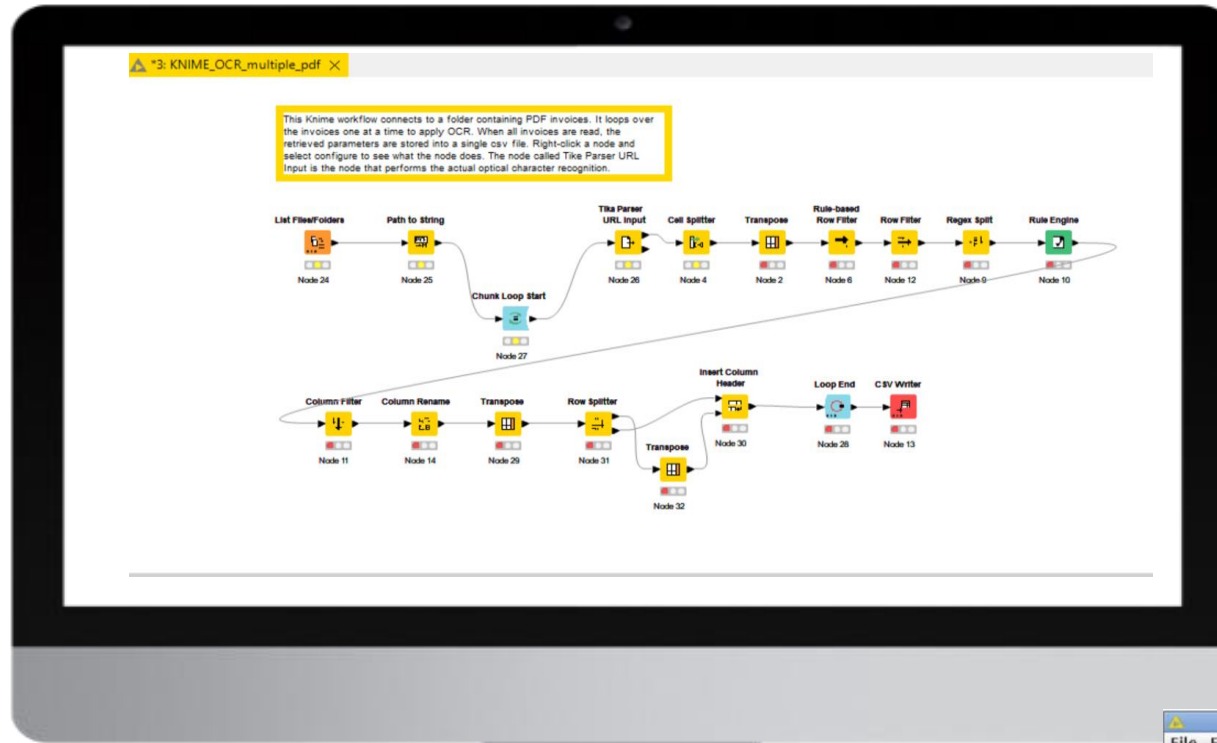 *3: KNIME_OCR_multiple_pdf
This Knime workflow connects to a folder containing PDF invoices. It loops over
the invoices one at a time to apply OCR. When all invoices are read, the
retrieved parameters are stored into a single csv file. Right-click a node and
select configure to see what the node does. The node called Tike Parser URL
Input is the node that performs the actual optical character recognition.
List Files/Folders
Node 24
Path to String
Node 25
Chunk Loop Start
Node 27
Tika Parser
URL Input
Node 26
Cell Splitter
Node 4
Transpose
Node 2
Rule-based
Row Filter
Node 6
Row Filter
Node 12
Regex Split
Node 9
Rule Engine
Node 10
Column Filter
Node 11
Column Rename
Node 14
Transpose
Node 29
Row Splitter
Node 31
Transpose
Node 32
Insert Column
Header
Node 30
Loop End
Node 28
CSV Writer
Node 13
File